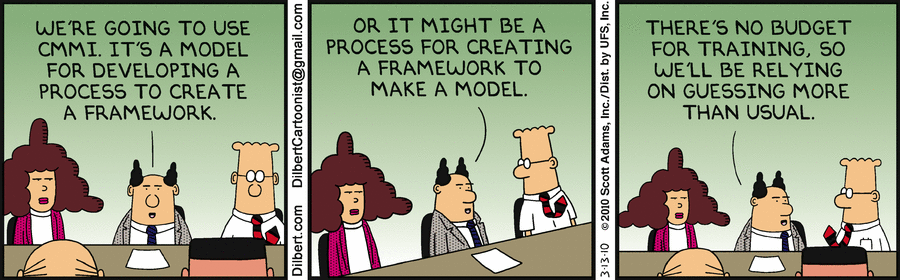 WE'RE GOING TO USE
CMMI. IT'S A MODEL
FOR DEVELOPING A
PROCESS TO CREATE
A FRAMEWORK.
Dilbert.com DilbertCartoonist@gmail.com
OR IT MIGHT BE A
PROCESS FOR CREATING
A FRAMEWORK TO
MAKE A MODEL.
3-13-10 ©2010 Scott Adams, Inc./Dist. by UFS, Inc.
THERE'S NO BUDGET
FOR TRAINING, SO
WE'LL BE RELYING
ON GUESSING MORE
THAN USUAL.